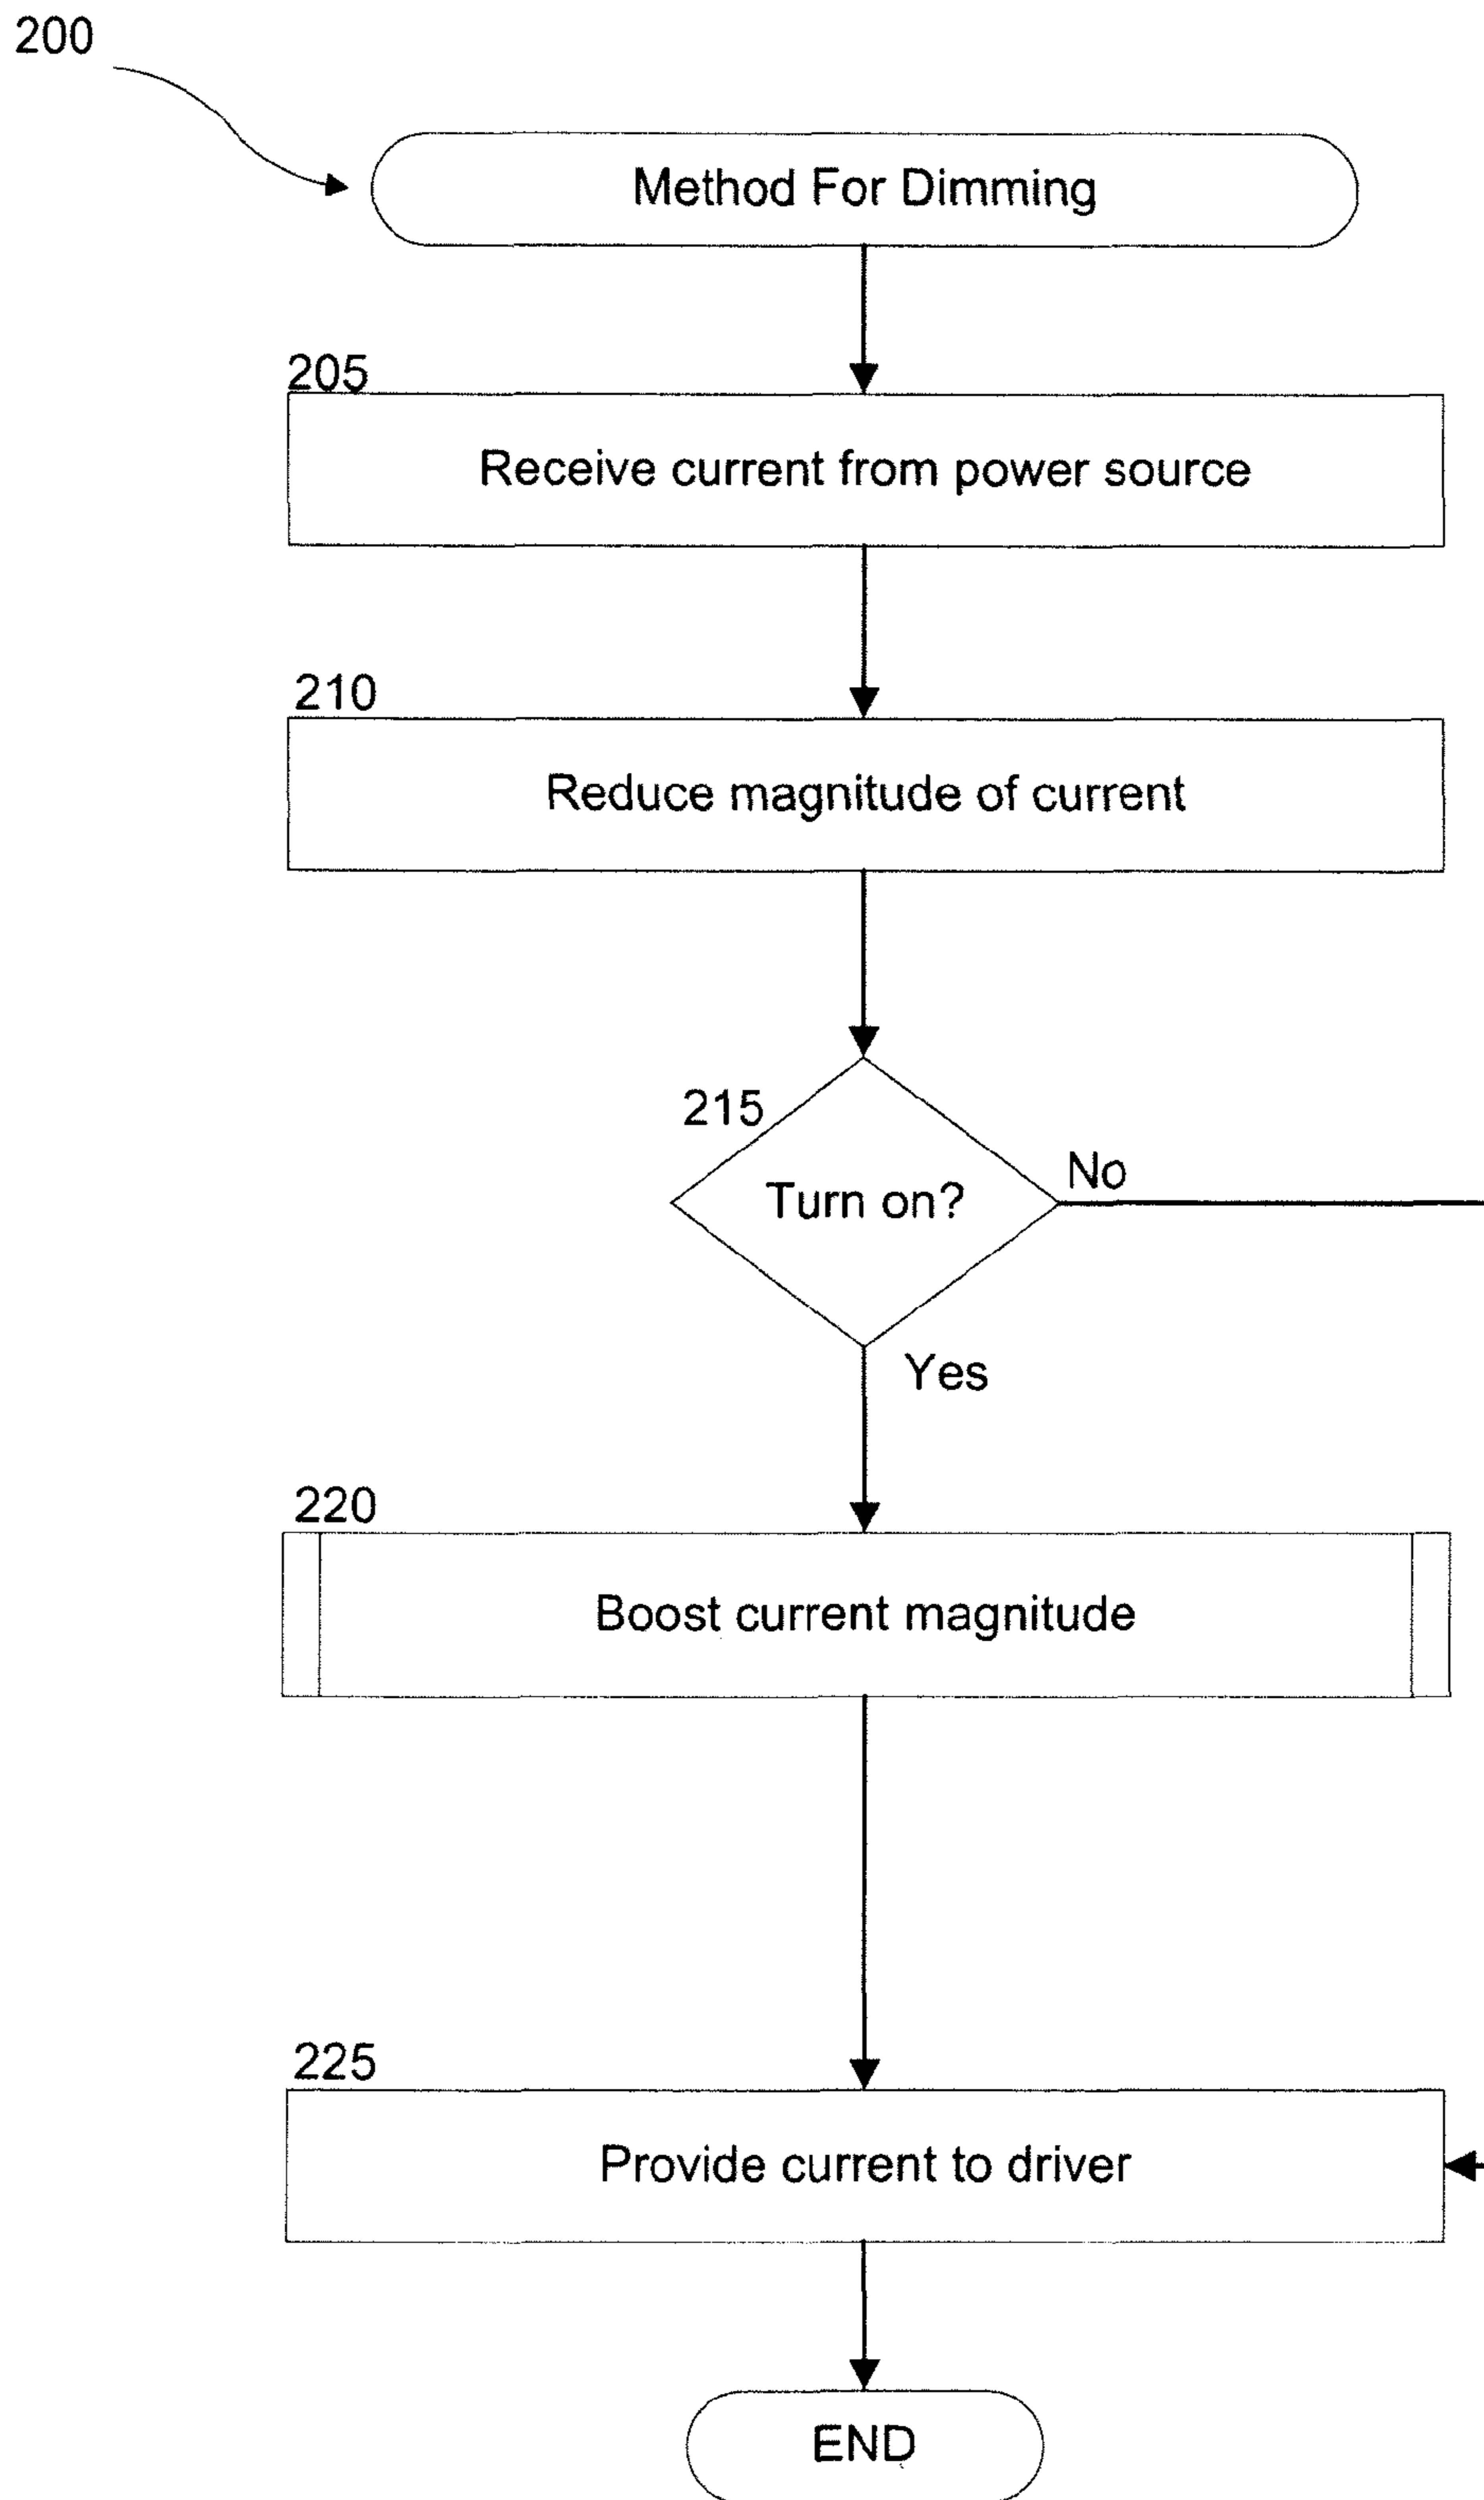 200
Method For Dimming
205
Receive current from power source
210
Reduce magnitude of current
215
Turn on?
No
Yes
220
Boost current magnitude
225
Provide current to driver
END